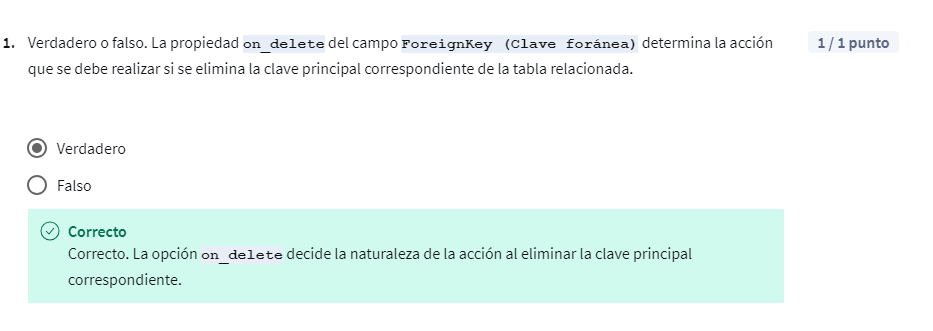 1. Verdadero o falso. La propiedad on_delete del campo ForeignKey (Clave foránea) determina la acción 1 / 1 punto
que se debe realizar si se elimina la clave principal correspondiente de la tabla relacionada.
Verdadero
Falso
Correcto
Correcto. La opción on_delete decide la naturaleza de la acción al eliminar la clave principal
correspondiente.